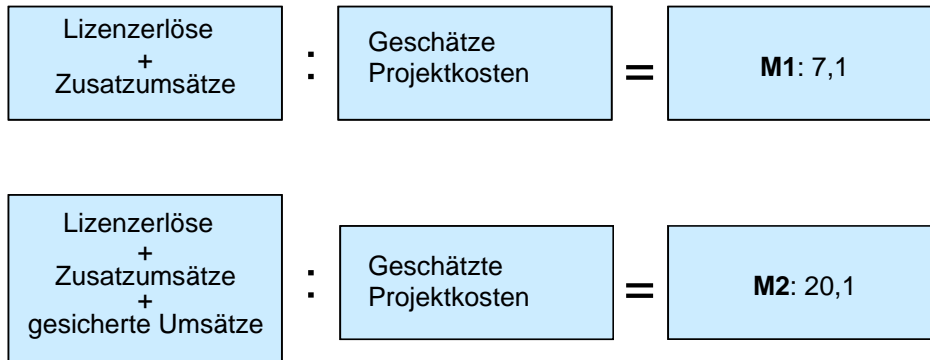 Lizenzerlöse
+
Zusatzumsätze
:
Geschätze
Projektkosten
=
M1: 7,1
Lizenzerlöse
+
Zusatzumsätze
+
gesicherte Umsätze
:
Geschätzte
Projektkosten
=
M2: 20,1